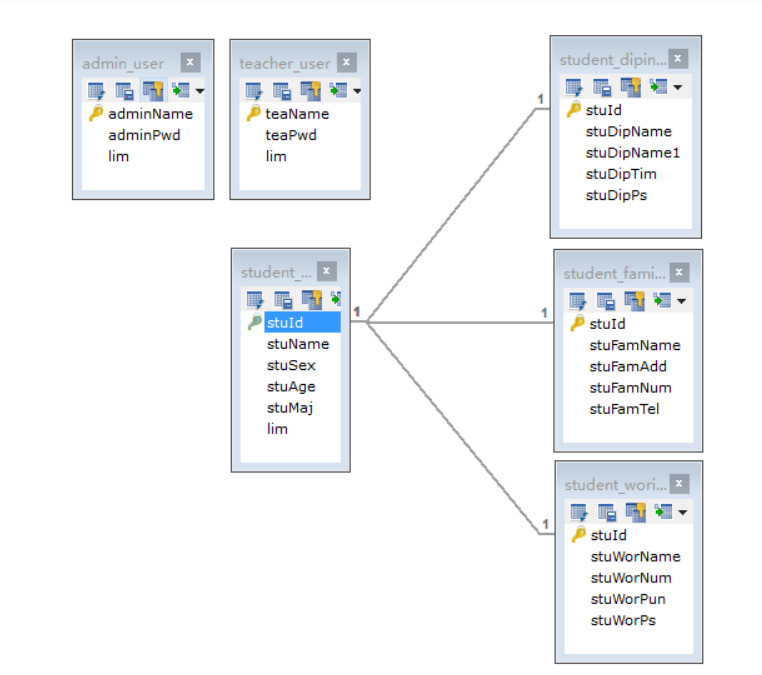 admin_user x
adminName
adminPwd
lim
teacher_user x
teaName
teaPwd
lim
student_dipin... x
stuId
stuDipName
stuDipName1
stuDipTim
stuDipPs
student_... x
stuId
stuName
stuSex
stuAge
stuMaj
lim
1
1
1
1
student_fami... x
stuId
stuFamName
stuFamAdd
stuFamNum
stuFamTel
student_wori... x
stuId
stuWorName
stuWorNum
stuWorPun
stuWorPs